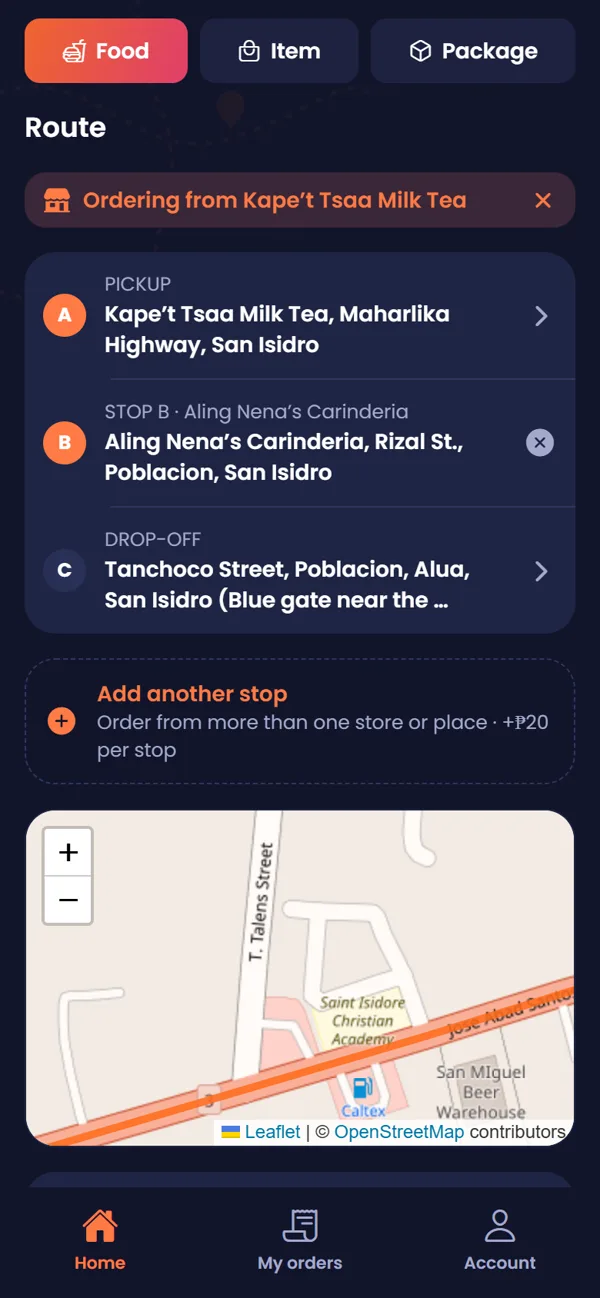 Food
Item
Package
Route
Ordering from Kape’t Tsaa Milk Tea
PICKUP
A
Kape’t Tsaa Milk Tea, Maharlika
Highway, San Isidro
STOP B · Aling Nena’s Carinderia
B
Aling Nena’s Carinderia, Rizal St.,
Poblacion, San Isidro
DROP-OFF
C
Tanchoco Street, Poblacion, Alua,
San Isidro (Blue gate near the ...
Add another stop
Order from more than one store or place · +₱20
per stop
+
−
T. Talens Street
Saint Isidore
Christian
Academy
Jose Abad Santos
San MIguel
Beer
Warehouse
3
Caltex
Leaflet | © OpenStreetMap contributors
Home
My orders
Account